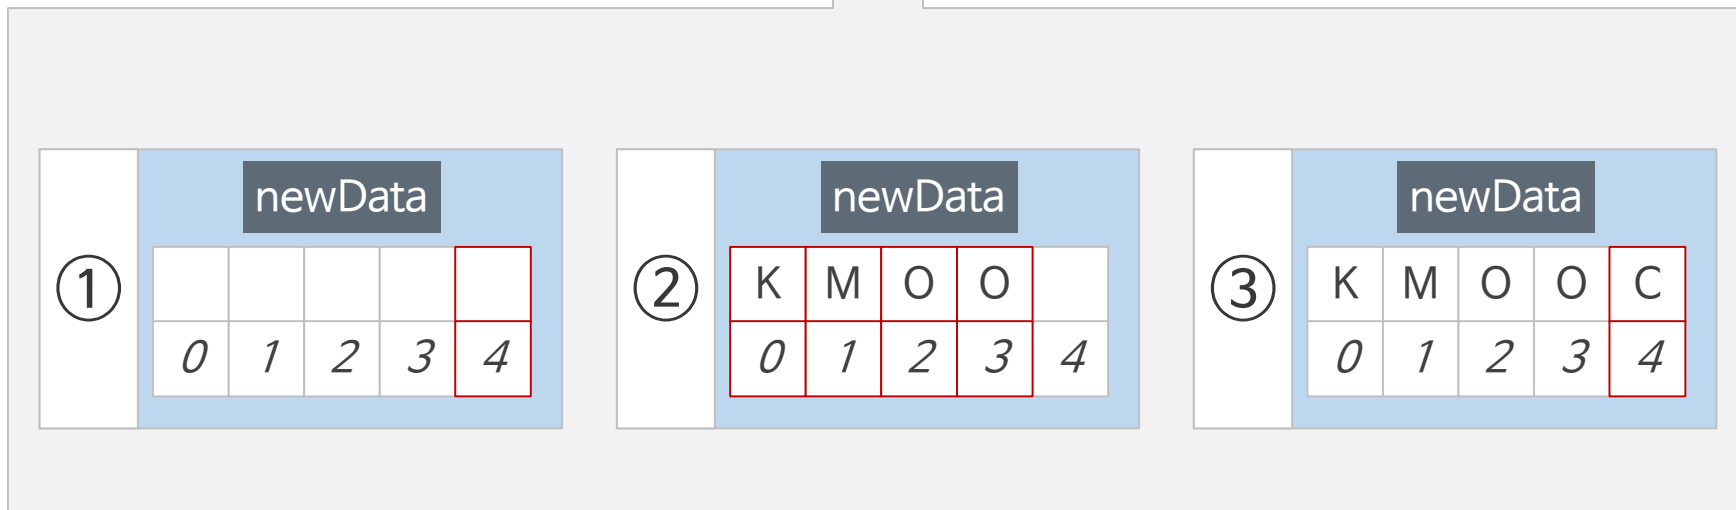 newData
①
0 1 2 3 4
newData
②
K M O O
0 1 2 3 4
newData
③
K M O O C
0 1 2 3 4